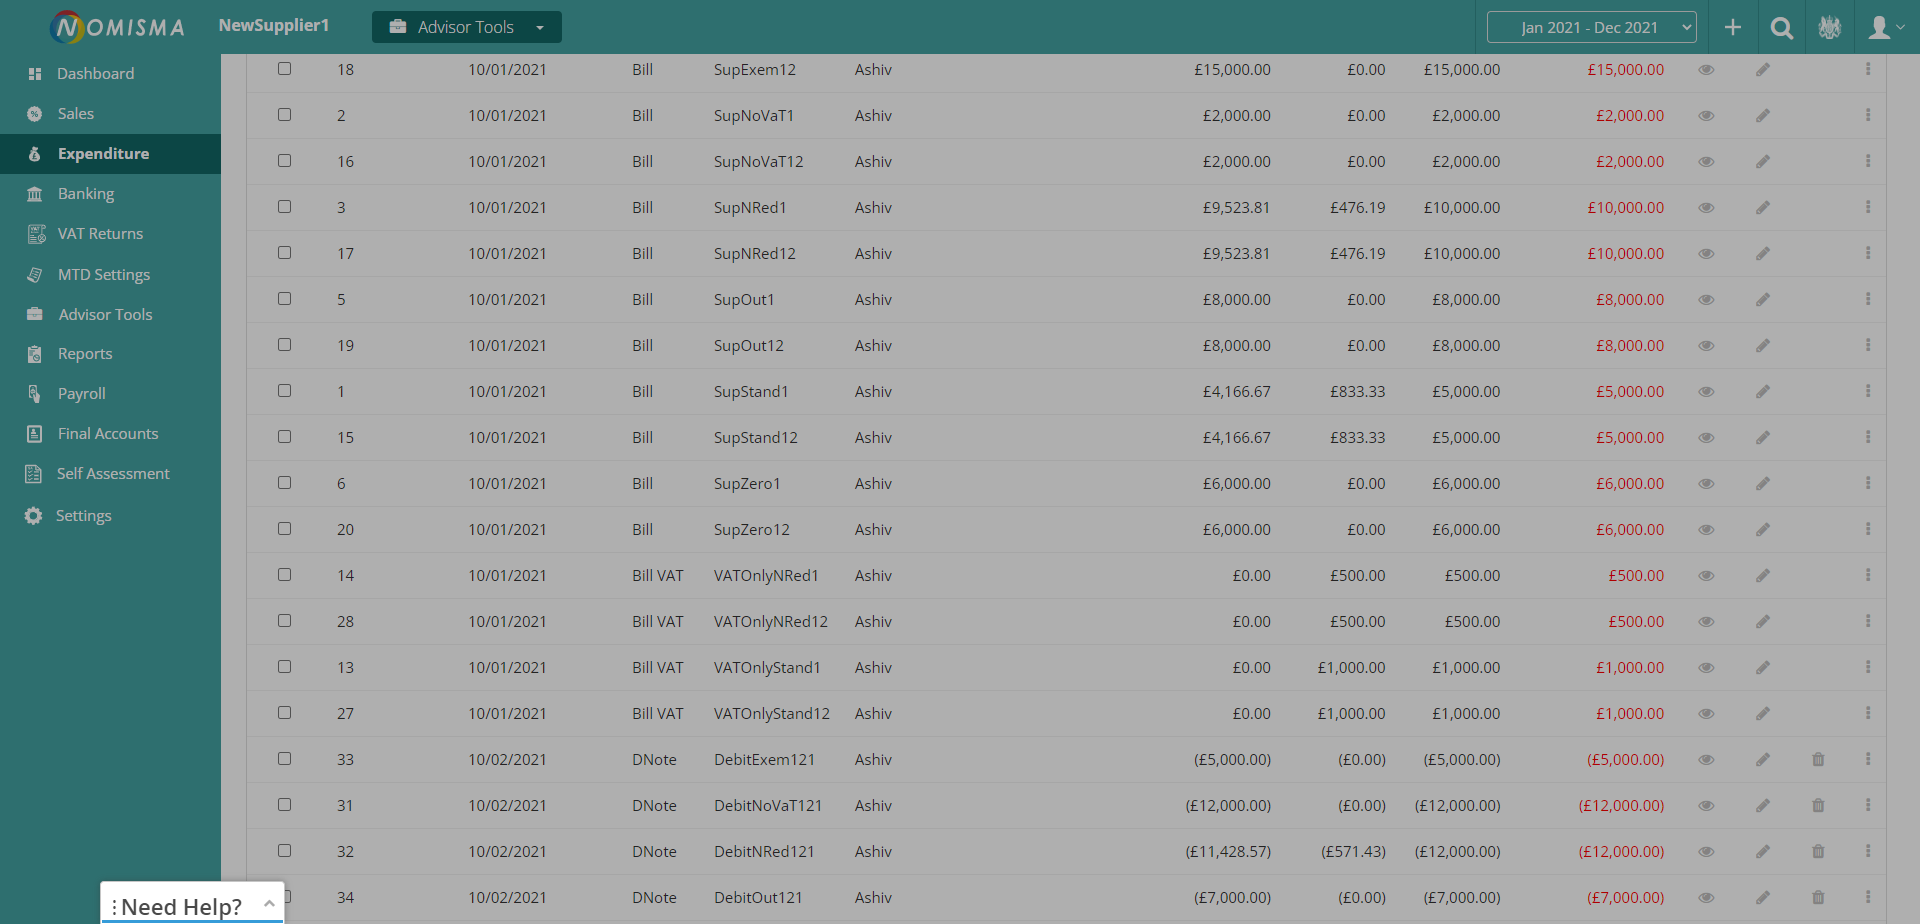 NOMISMA NewSupplier1 Advisor Tools Jan 2021 - Dec 2021
Dashboard
Sales
Expenditure
Banking
VAT Returns
MTD Settings
Advisor Tools
Reports
Payroll
Final Accounts
Self Assessment
Settings
18 10/01/2021 Bill SupExem12 Ashiv £15,000.00 £0.00 £15,000.00 £15,000.00
2 10/01/2021 Bill SupNoVaT1 Ashiv £2,000.00 £0.00 £2,000.00 £2,000.00
16 10/01/2021 Bill SupNoVaT12 Ashiv £2,000.00 £0.00 £2,000.00 £2,000.00
3 10/01/2021 Bill SupNRed1 Ashiv £9,523.81 £476.19 £10,000.00 £10,000.00
17 10/01/2021 Bill SupNRed12 Ashiv £9,523.81 £476.19 £10,000.00 £10,000.00
5 10/01/2021 Bill SupOut1 Ashiv £8,000.00 £0.00 £8,000.00 £8,000.00
19 10/01/2021 Bill SupOut12 Ashiv £8,000.00 £0.00 £8,000.00 £8,000.00
1 10/01/2021 Bill SupStand1 Ashiv £4,166.67 £833.33 £5,000.00 £5,000.00
15 10/01/2021 Bill SupStand12 Ashiv £4,166.67 £833.33 £5,000.00 £5,000.00
6 10/01/2021 Bill SupZero1 Ashiv £6,000.00 £0.00 £6,000.00 £6,000.00
20 10/01/2021 Bill SupZero12 Ashiv £6,000.00 £0.00 £6,000.00 £6,000.00
14 10/01/2021 Bill VAT VATOnlyNRed1 Ashiv £0.00 £500.00 £500.00 £500.00
28 10/01/2021 Bill VAT VATOnlyNRed12 Ashiv £0.00 £500.00 £500.00 £500.00
13 10/01/2021 Bill VAT VATOnlyStand1 Ashiv £0.00 £1,000.00 £1,000.00 £1,000.00
27 10/01/2021 Bill VAT VATOnlyStand12 Ashiv £0.00 £1,000.00 £1,000.00 £1,000.00
33 10/02/2021 DNote DebitExem121 Ashiv (£5,000.00) (£0.00) (£5,000.00) (£5,000.00)
31 10/02/2021 DNote DebitNoVaT121 Ashiv (£12,000.00) (£0.00) (£12,000.00) (£12,000.00)
32 10/02/2021 DNote DebitNRed121 Ashiv (£11,428.57) (£571.43) (£12,000.00) (£12,000.00)
34 10/02/2021 DNote DebitOut121 Ashiv (£7,000.00) (£0.00) (£7,000.00) (£7,000.00)
Need Help?